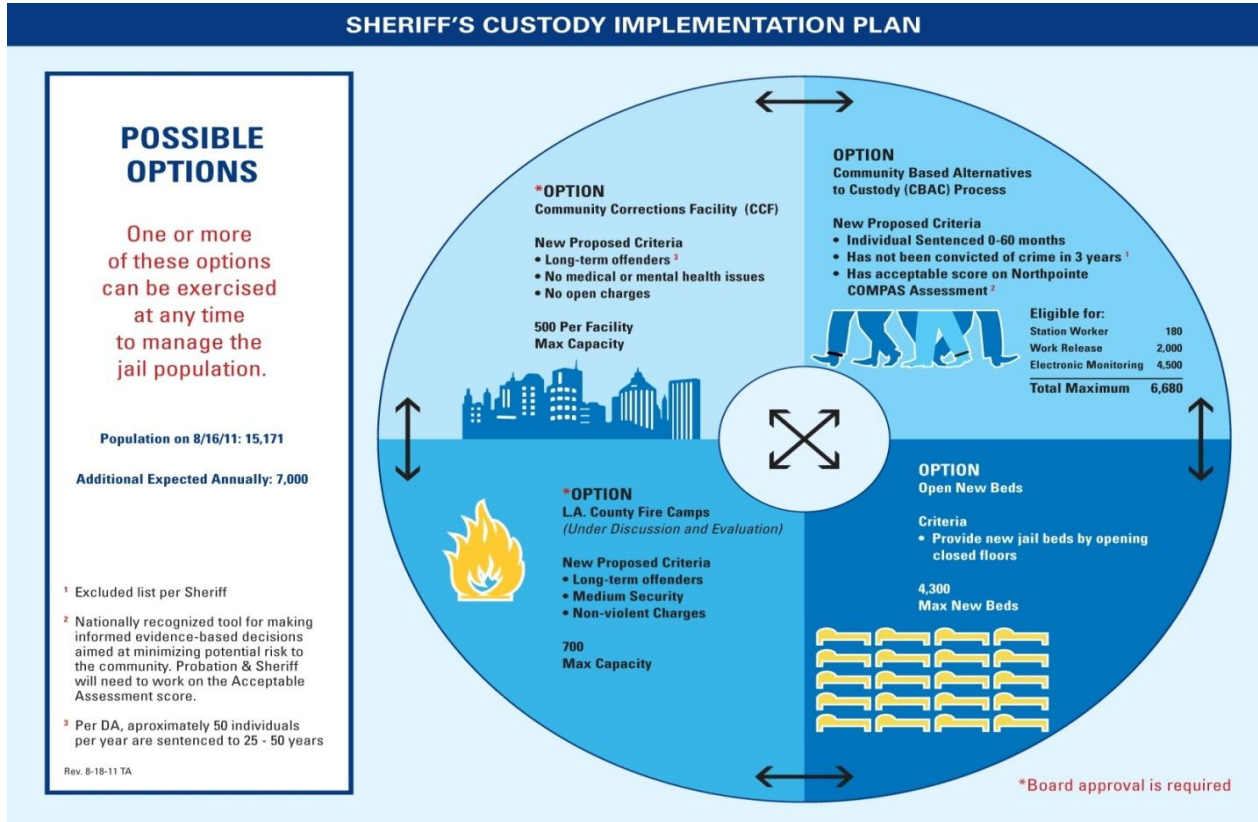 SHERIFF'S CUSTODY IMPLEMENTATION PLAN
POSSIBLE
OPTIONS
One or more
of these options
can be exercised
at any time
to manage the
jail population.
Population on 8/16/11: 15,171
Additional Expected Annually: 7,000
¹ Excluded list per Sheriff
² Nationally recognized tool for making
informed evidence-based decisions
aimed at minimizing potential risk to
the community. Probation & Sheriff
will need to work on the Acceptable
Assessment score.
³ Per DA, aproximately 50 individuals
per year are sentenced to 25 - 50 years
Rev. 8-18-11 TA
*OPTION
Community Corrections Facility (CCF)
New Proposed Criteria
• Long-term offenders ³
• No medical or mental health issues
• No open charges
500 Per Facility
Max Capacity
OPTION
Community Based Alternatives
to Custody (CBAC) Process
New Proposed Criteria
• Individual Sentenced 0-60 months
• Has not been convicted of crime in 3 years ¹
• Has acceptable score on Northpointe
COMPAS Assessment ²
Eligible for:
Station Worker 180
Work Release 2,000
Electronic Monitoring 4,500
Total Maximum 6,680
*OPTION
L.A. County Fire Camps
(Under Discussion and Evaluation)
New Proposed Criteria
• Long-term offenders
• Medium Security
• Non-violent Charges
700
Max Capacity
OPTION
Open New Beds
Criteria
• Provide new jail beds by opening
closed floors
4,300
Max New Beds
*Board approval is required